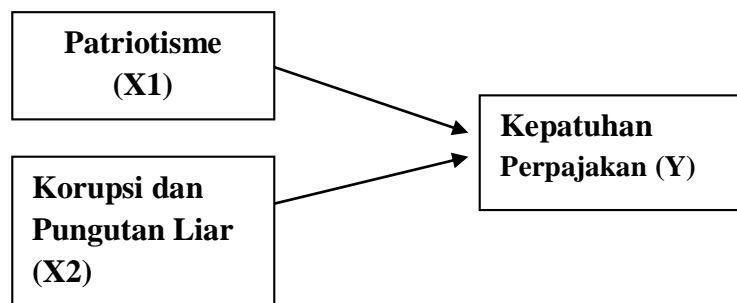 Patriotisme
(X1)
Korupsi dan
Pungutan Liar
(X2)
Kepatuhan
Perpajakan (Y)